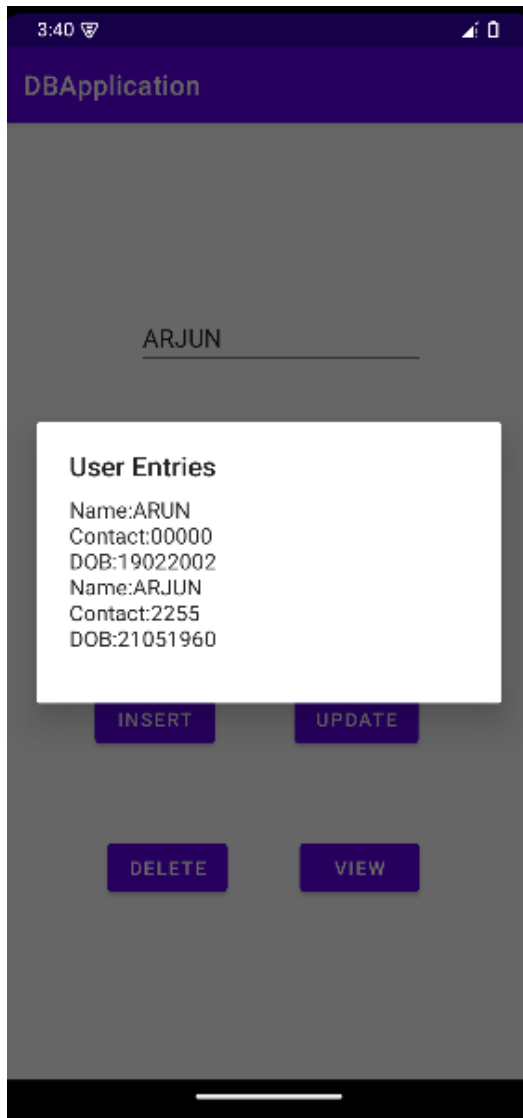 3:40
DBApplication
ARJUN
User Entries
Name:ARUN
Contact:00000
DOB:19022002
Name:ARJUN
Contact:2255
DOB:21051960
INSERT UPDATE
DELETE VIEW